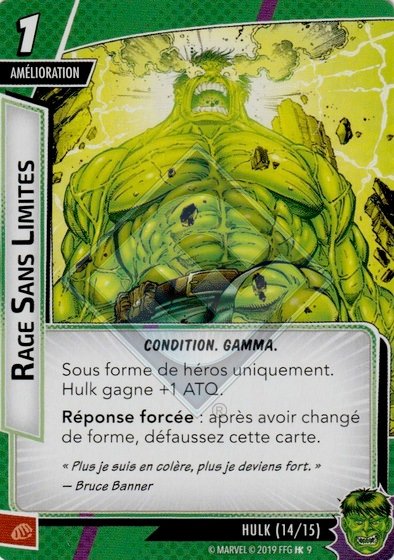 1
AMÉLIORATION
RAGE SANS LIMITES
CONDITION. GAMMA.
Sous forme de héros uniquement.
Hulk gagne +1 ATQ.
Réponse forcée : après avoir changé
de forme, défaussez cette carte.
« Plus je suis en colère, plus je deviens fort. »
— Bruce Banner
HULK (14/15)
© MARVEL © 2019 FFG HK 9